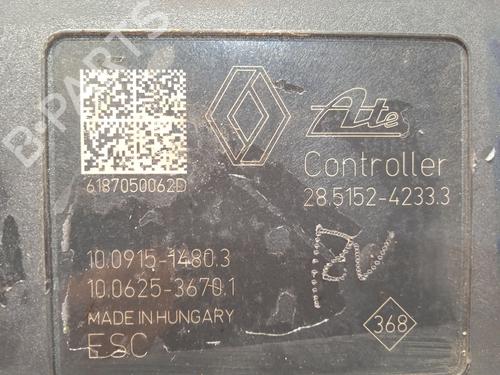 Ate
Controller
6187050062D
28.5152-4233.3
10.0915-1480.3
10.0625-3670.1
MADE IN HUNGARY
ESC
368
B-PARTS